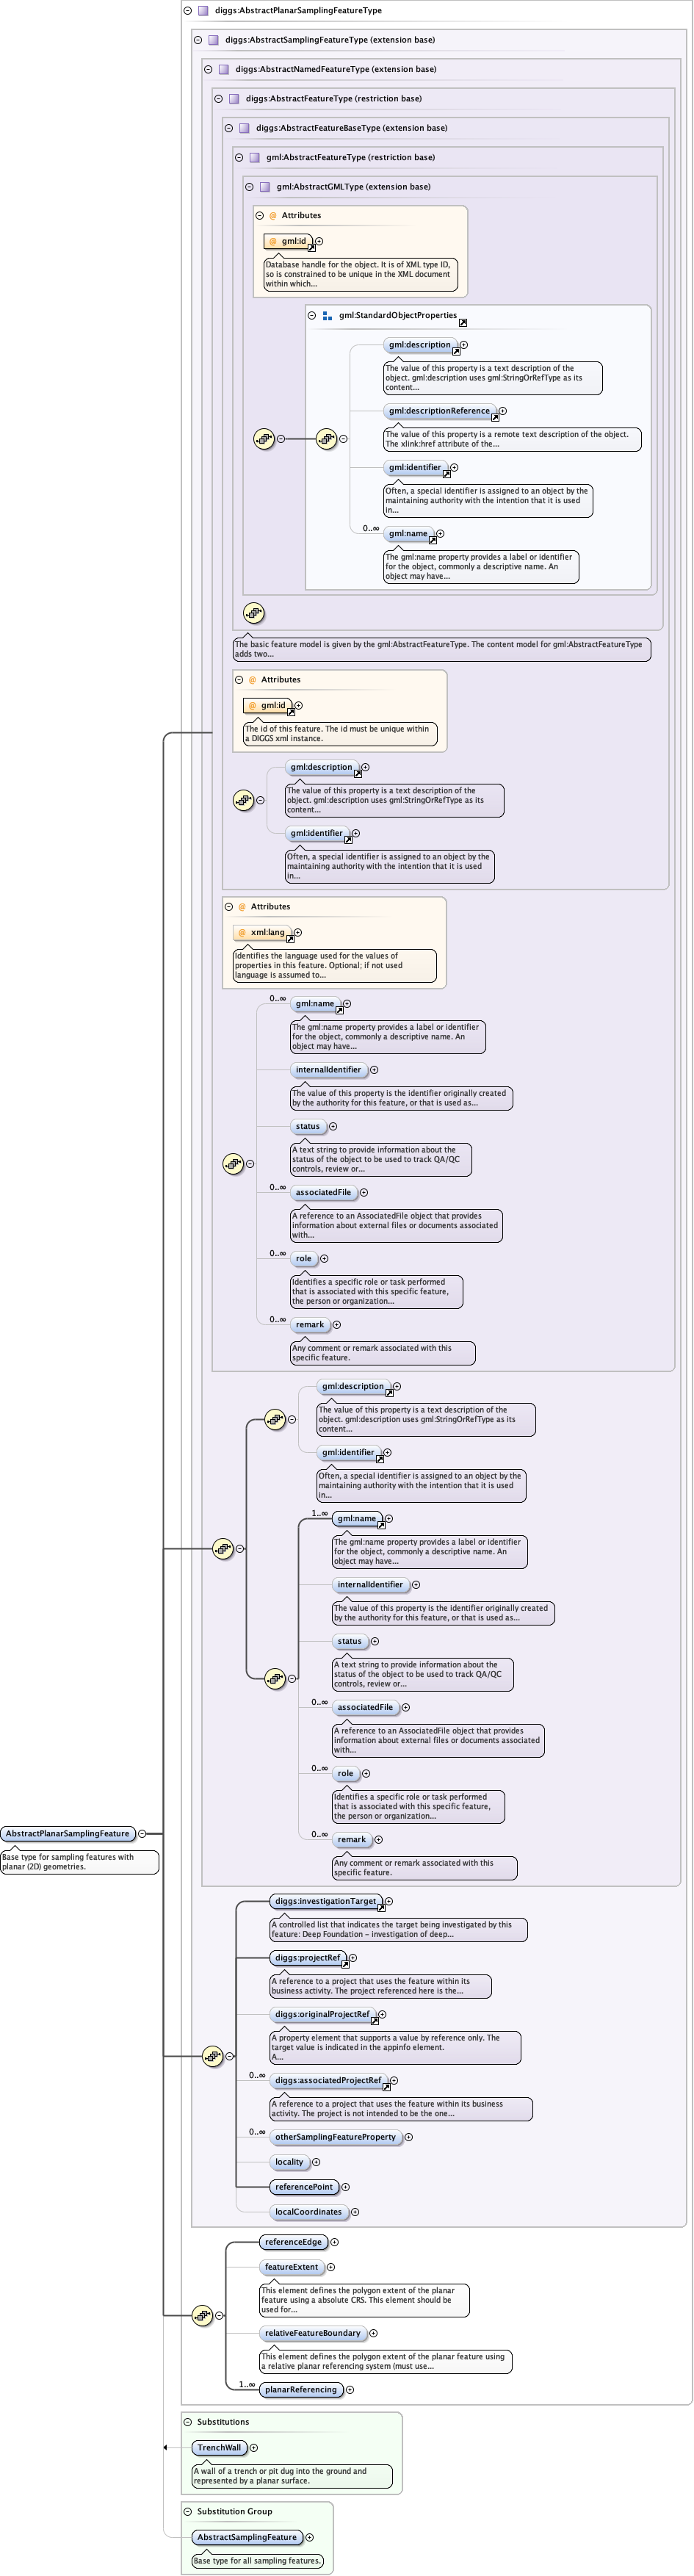 diggs:AbstractPlanarSamplingFeatureType
diggs:AbstractSamplingFeatureType (extension base)
diggs:AbstractNamedFeatureType (extension base)
diggs:AbstractFeatureType (restriction base)
diggs:AbstractFeatureBaseType (extension base)
gml:AbstractFeatureType (restriction base)
gml:AbstractGMLType (extension base)
@ Attributes
@ gml:id
Database handle for the object. It is of XML type ID,
so is constrained to be unique in the XML document
within which...
gml:StandardObjectProperties
gml:description
The value of this property is a text description of the
object. gml:description uses gml:StringOrRefType as its
content...
gml:descriptionReference
The value of this property is a remote text description of the object.
The xlink:href attribute of the...
gml:identifier
Often, a special identifier is assigned to an object by the
maintaining authority with the intention that it is used
in...
0..∞
gml:name
The gml:name property provides a label or identifier
for the object, commonly a descriptive name. An
object may have...
The basic feature model is given by the gml:AbstractFeatureType. The content model for gml:AbstractFeatureType
adds two...
@ Attributes
@ gml:id
The id of this feature. The id must be unique within
a DIGGS xml instance.
gml:description
The value of this property is a text description of the
object. gml:description uses gml:StringOrRefType as its
content...
gml:identifier
Often, a special identifier is assigned to an object by the
maintaining authority with the intention that it is used
in...
@ Attributes
@ xml:lang
Identifies the language used for the values of
properties in this feature. Optional; if not used
language is assumed to...
0..∞
gml:name
The gml:name property provides a label or identifier
for the object, commonly a descriptive name. An
object may have...
internalIdentifier
The value of this property is the identifier originally created
by the authority for this feature, or that is used as...
status
A text string to provide information about the
status of the object to be used to track QA/QC
controls, review or...
0..∞
associatedFile
A reference to an AssociatedFile object that provides
information about external files or documents associated
with...
0..∞
role
Identifies a specific role or task performed
that is associated with this specific feature,
the person or organization...
0..∞
remark
Any comment or remark associated with this
specific feature.
gml:description
The value of this property is a text description of the
object. gml:description uses gml:StringOrRefType as its
content...
gml:identifier
Often, a special identifier is assigned to an object by the
maintaining authority with the intention that it is used
in...
1..∞
gml:name
The gml:name property provides a label or identifier
for the object, commonly a descriptive name. An
object may have...
internalIdentifier
The value of this property is the identifier originally created
by the authority for this feature, or that is used as...
status
A text string to provide information about the
status of the object to be used to track QA/QC
controls, review or...
0..∞
associatedFile
A reference to an AssociatedFile object that provides
information about external files or documents associated
with...
0..∞
role
Identifies a specific role or task performed
that is associated with this specific feature,
the person or organization...
0..∞
remark
Any comment or remark associated with this
specific feature.
AbstractPlanarSamplingFeature
Base type for sampling features with
planar (2D) geometries.
diggs:investigationTarget
A controlled list that indicates the target being investigated by this
feature: Deep Foundation - investigation of deep...
diggs:projectRef
A reference to a project that uses the feature within its
business activity. The project referenced here is the...
diggs:originalProjectRef
A property element that supports a value by reference only. The
target value is indicated in the appinfo element.
A...
0..∞
diggs:associatedProjectRef
A reference to a project that uses the feature within its business
activity. The project is not intended to be the one...
0..∞
otherSamplingFeatureProperty
locality
referencePoint
localCoordinates
referenceEdge
featureExtent
This element defines the polygon extent of the planar
feature using a absolute CRS. This element should be
used for...
relativeFeatureBoundary
This element defines the polygon extent of the planar feature using
a relative planar referencing system (must use...
1..∞
planarReferencing
Substitutions
TrenchWall
A wall of a trench or pit dug into the ground and
represented by a planar surface.
Substitution Group
AbstractSamplingFeature
Base type for all sampling features.